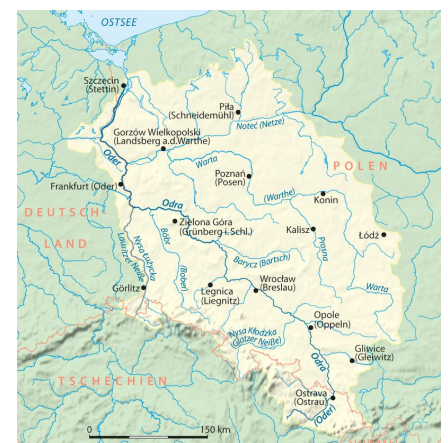 OSTSEE
Szczecin
(Stettin)
Piła
(Schneidemühl)
Noteć (Netze)
Gorzów Wielkopolski
(Landsberg a.d.Warthe)
Oder
Warta
POLEN
Poznań
(Posen)
Frankfurt (Oder)
(Warthe)
Konin
Odra
DEUTSCH-
LAND
Zielona Góra
(Grünberg i. Schl.)
Kalisz
Łódź
Prosna
Nysa Łużycka
Lausitzer Neiße
Bóbr
(Bober)
Barycz (Bartsch)
Warta
Görlitz
Legnica
(Liegnitz)
Wrocław
(Breslau)
Opole
(Oppeln)
Nysa Kłodzka
(Glatzer Neiße)
Gliwice
(Gleiwitz)
Odra
TSCHECHIEN
Ostrava
(Ostrau)
(Oder)
0
150 km